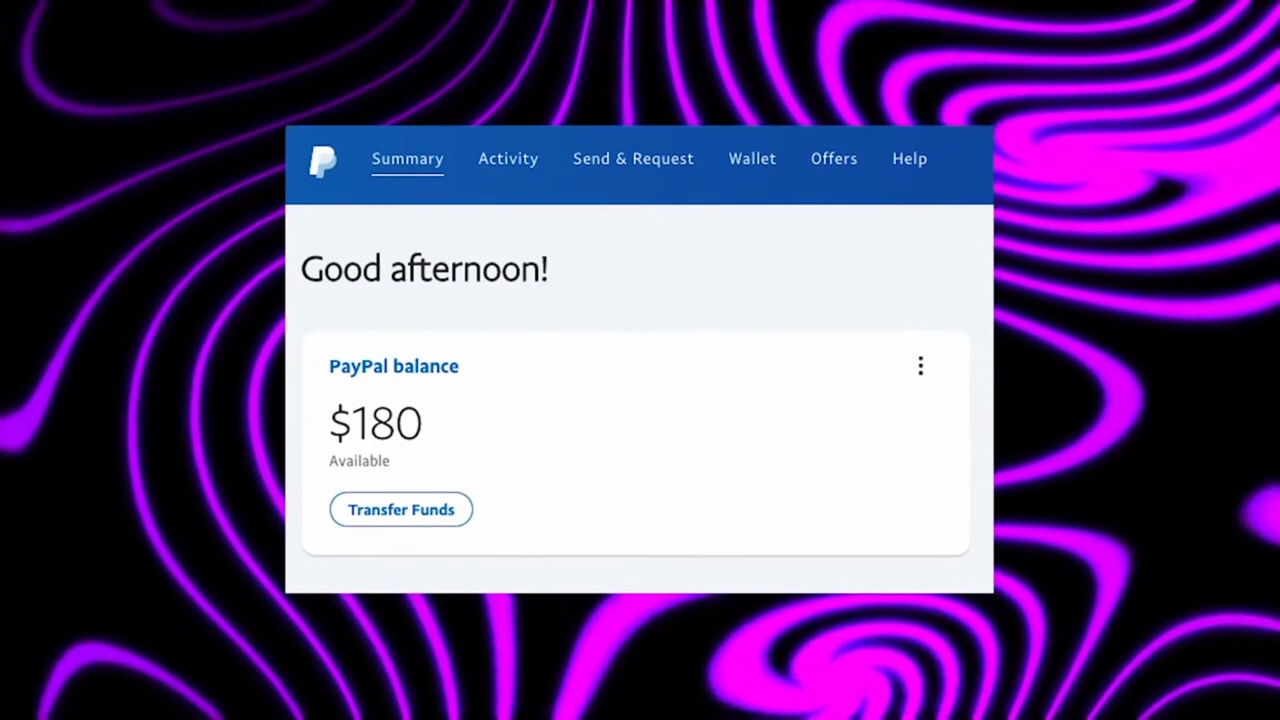 Summary Activity Send & Request Wallet Offers Help
Good afternoon!
PayPal balance
$180
Available
Transfer Funds